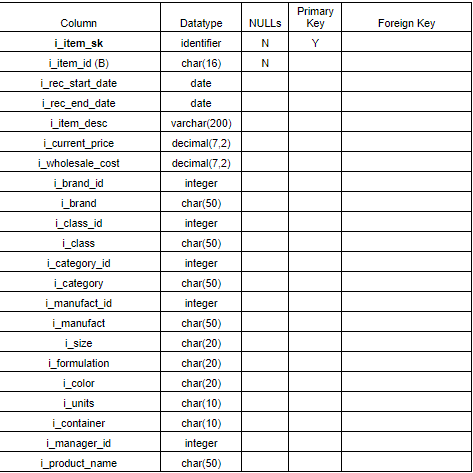 Column Datatype NULLs Primary Key Foreign Key
i_item_sk identifier N Y
i_item_id (B) char(16) N
i_rec_start_date date
i_rec_end_date date
i_item_desc varchar(200)
i_current_price decimal(7,2)
i_wholesale_cost decimal(7,2)
i_brand_id integer
i_brand char(50)
i_class_id integer
i_class char(50)
i_category_id integer
i_category char(50)
i_manufact_id integer
i_manufact char(50)
i_size char(20)
i_formulation char(20)
i_color char(20)
i_units char(10)
i_container char(10)
i_manager_id integer
i_product_name char(50)